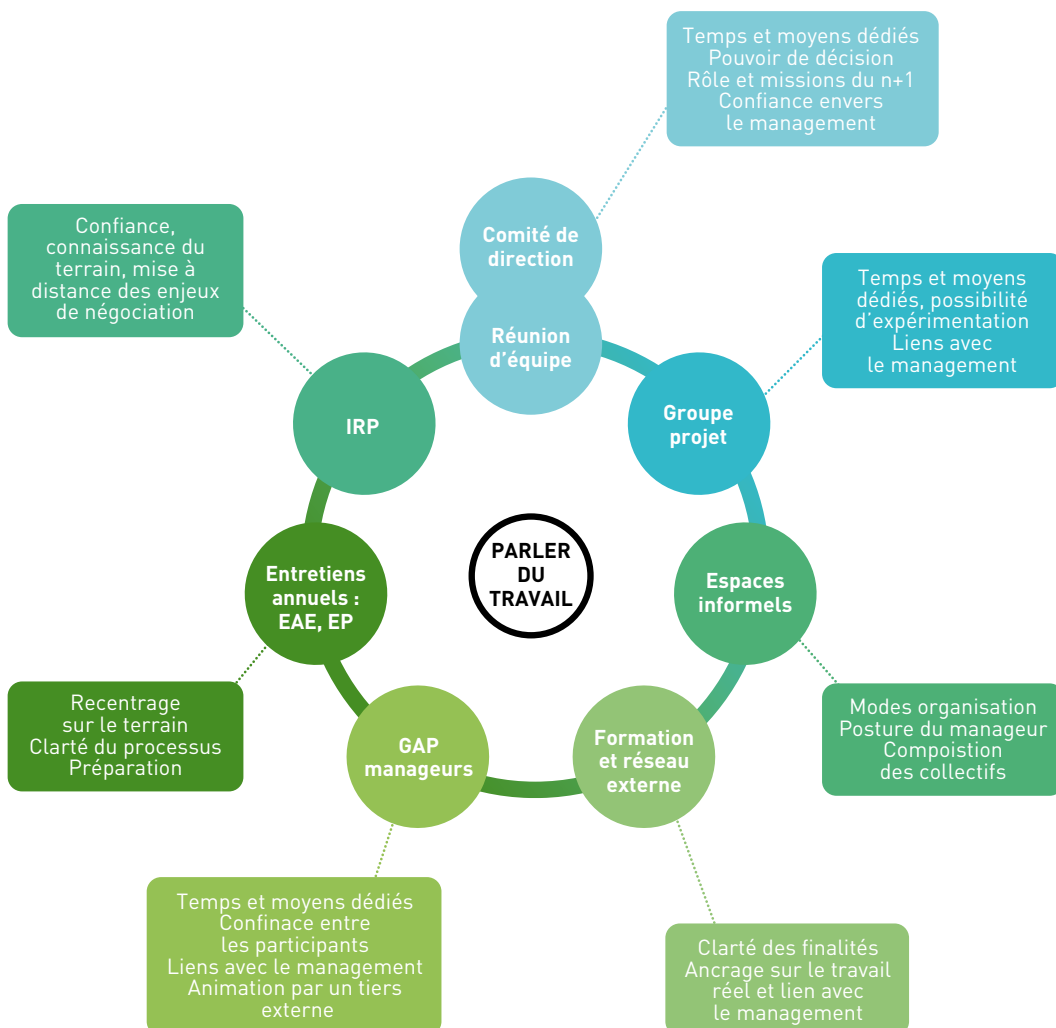 Temps et moyens dédiés
Pouvoir de décision
Rôle et missions du n+1
Confiance envers
le management
Comité de
direction
Réunion
d'équipe
Confiance,
connaissance du
terrain, mise à
distance des enjeux
de négociation
Temps et moyens
dédiés, possibilité
d'expérimentation
Liens avec
le management
IRP
Groupe
projet
PARLER
DU
TRAVAIL
Entretiens
annuels :
EAE, EP
Espaces
informels
Recentrage
sur le terrain
Clarté du processus
Préparation
GAP
manageurs
Formation
et réseau
externe
Modes organisation
Posture du manageur
Compoistion
des collectifs
Temps et moyens dédiés
Confinace entre
les participants
Liens avec le management
Animation par un tiers
externe
Clarté des finalités
Ancrage sur le travail
réel et lien avec
le management